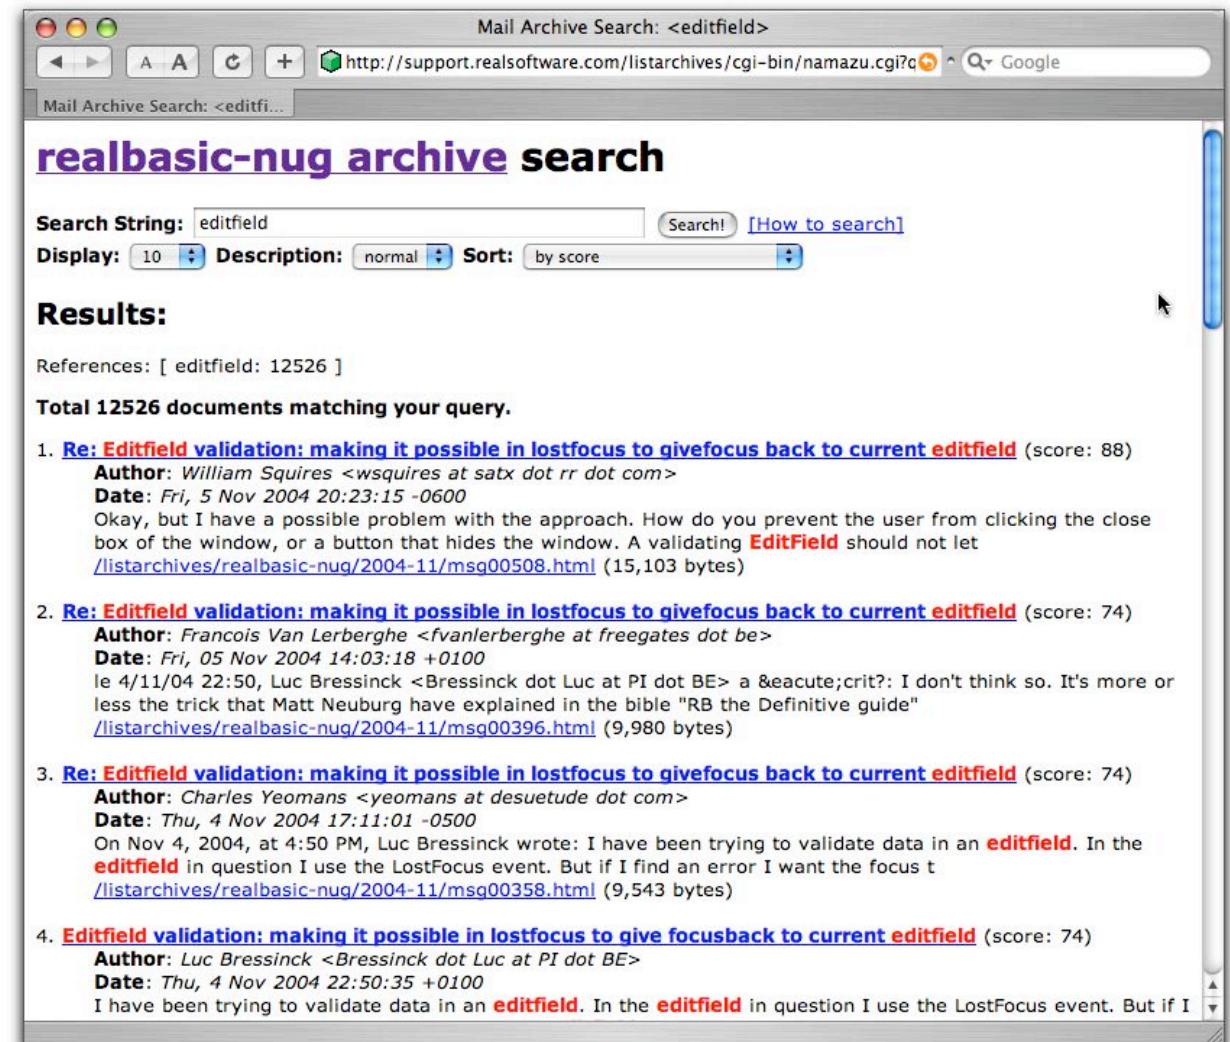 Mail Archive Search: <editfield>
A A + http://support.realsoftware.com/listarchives/cgi-bin/namazu.cgi?q Google
Mail Archive Search: <editfi...
realbasic-nug archive search
Search String: editfield Search! [How to search]
Display: 10 Description: normal Sort: by score
Results:
References: [ editfield: 12526 ]
Total 12526 documents matching your query.
1. Re: Editfield validation: making it possible in lostfocus to givefocus back to current editfield (score: 88)
Author: William Squires <wsquires at satx dot rr dot com>
Date: Fri, 5 Nov 2004 20:23:15 -0600
Okay, but I have a possible problem with the approach. How do you prevent the user from clicking the close
box of the window, or a button that hides the window. A validating EditField should not let
/listarchives/realbasic-nug/2004-11/msg00508.html (15,103 bytes)
2. Re: Editfield validation: making it possible in lostfocus to givefocus back to current editfield (score: 74)
Author: Francois Van Lerberghe <fvanlerberghe at freegates dot be>
Date: Fri, 05 Nov 2004 14:03:18 +0100
le 4/11/04 22:50, Luc Bressinck <Bressinck dot Luc at PI dot BE> a &eacute;crit?: I don't think so. It's more or
less the trick that Matt Neuburg have explained in the bible "RB the Definitive guide"
/listarchives/realbasic-nug/2004-11/msg00396.html (9,980 bytes)
3. Re: Editfield validation: making it possible in lostfocus to givefocus back to current editfield (score: 74)
Author: Charles Yeomans <yeomans at desuetude dot com>
Date: Thu, 4 Nov 2004 17:11:01 -0500
On Nov 4, 2004, at 4:50 PM, Luc Bressinck wrote: I have been trying to validate data in an editfield. In the
editfield in question I use the LostFocus event. But if I find an error I want the focus t
/listarchives/realbasic-nug/2004-11/msg00358.html (9,543 bytes)
4. Editfield validation: making it possible in lostfocus to give focusback to current editfield (score: 74)
Author: Luc Bressinck <Bressinck dot Luc at PI dot BE>
Date: Thu, 4 Nov 2004 22:50:35 +0100
I have been trying to validate data in an editfield. In the editfield in question I use the LostFocus event. But if I